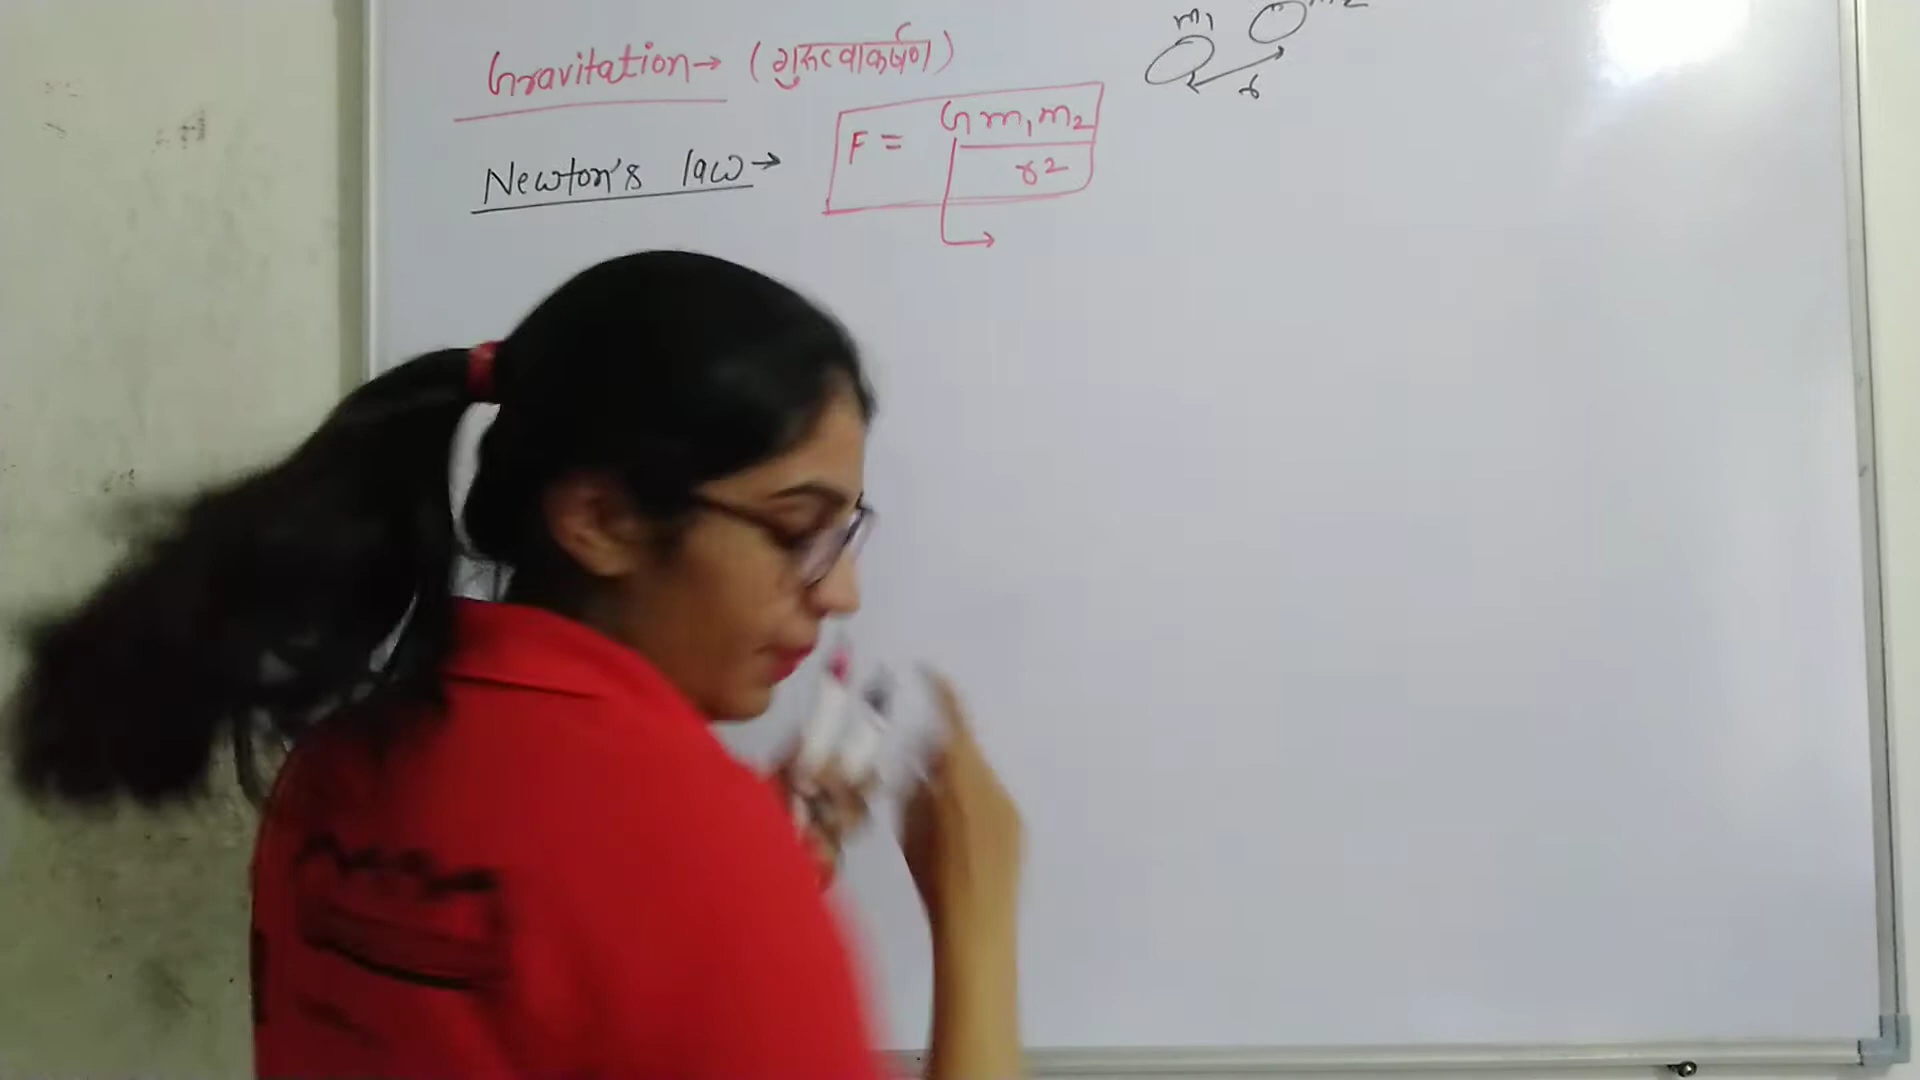 Gravitation → (गुरुत्वाकर्षण)
m1 m2
r
Newton's law → F = Gm1m2
r2